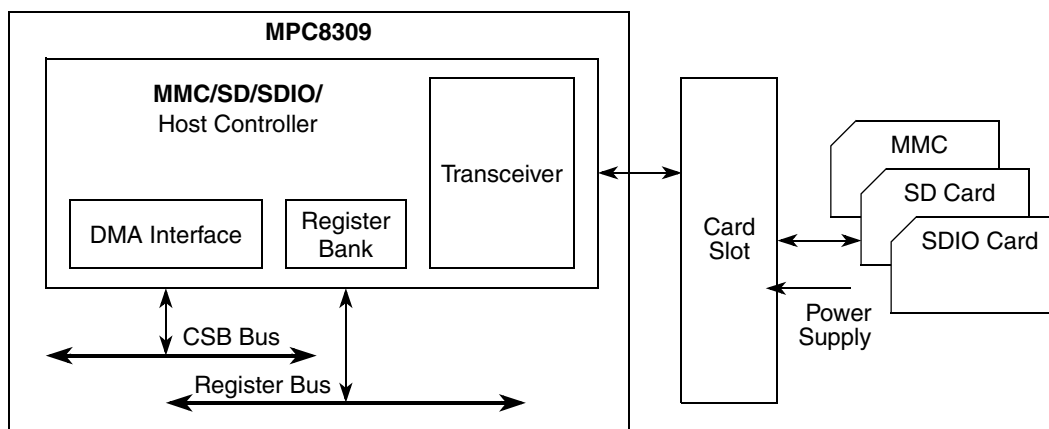 MPC8309
MMC/SD/SDIO/
Host Controller
Transceiver
DMA Interface
Register
Bank
CSB Bus
Register Bus
Card
Slot
MMC
SD Card
SDIO Card
Power
Supply